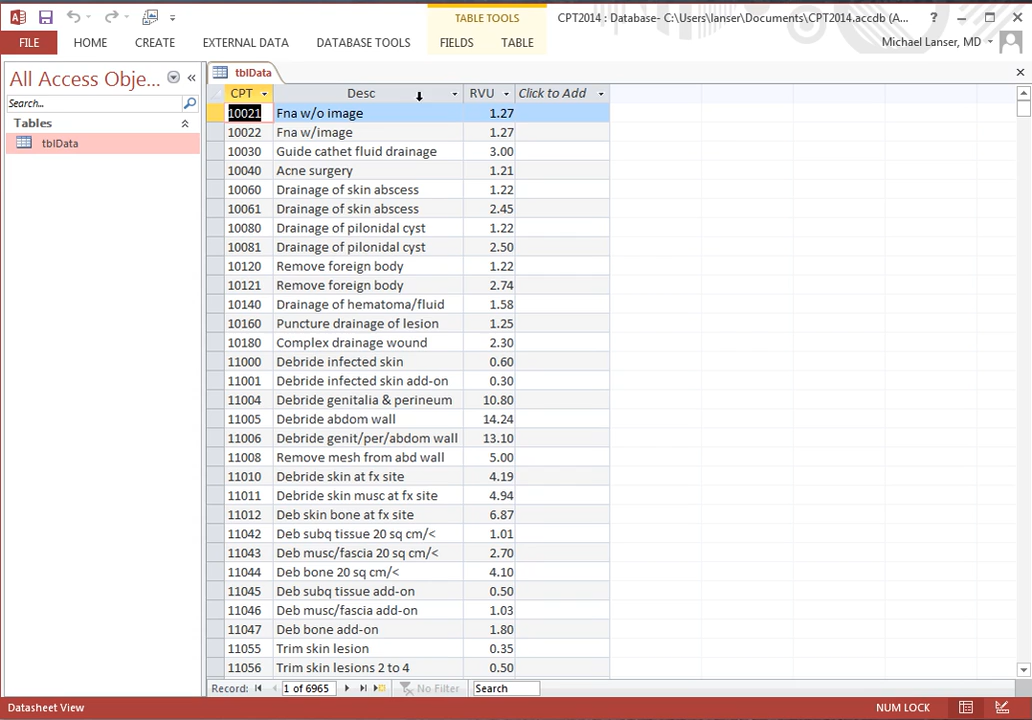 TABLE TOOLS
CPT2014 : Database- C:\Users\lanser\Documents\CPT2014.accdb (A...
FILE HOME CREATE EXTERNAL DATA DATABASE TOOLS FIELDS TABLE
Michael Lanser, MD
All Access Obje...
Search...
Tables
tblData
tblData
CPT Desc RVU Click to Add
10021 Fna w/o image 1.27
10022 Fna w/image 1.27
10030 Guide cathet fluid drainage 3.00
10040 Acne surgery 1.21
10060 Drainage of skin abscess 1.22
10061 Drainage of skin abscess 2.45
10080 Drainage of pilonidal cyst 1.22
10081 Drainage of pilonidal cyst 2.50
10120 Remove foreign body 1.22
10121 Remove foreign body 2.74
10140 Drainage of hematoma/fluid 1.58
10160 Puncture drainage of lesion 1.25
10180 Complex drainage wound 2.30
11000 Debride infected skin 0.60
11001 Debride infected skin add-on 0.30
11004 Debride genitalia & perineum 10.80
11005 Debride abdom wall 14.24
11006 Debride genit/per/abdom wall 13.10
11008 Remove mesh from abd wall 5.00
11010 Debride skin at fx site 4.19
11011 Debride skin musc at fx site 4.94
11012 Deb skin bone at fx site 6.87
11042 Deb subq tissue 20 sq cm/< 1.01
11043 Deb musc/fascia 20 sq cm/< 2.70
11044 Deb bone 20 sq cm/< 4.10
11045 Deb subq tissue add-on 0.50
11046 Deb musc/fascia add-on 1.03
11047 Deb bone add-on 1.80
11055 Trim skin lesion 0.35
11056 Trim skin lesions 2 to 4 0.50
Record: 1 of 6965 No Filter Search
Datasheet View
NUM LOCK